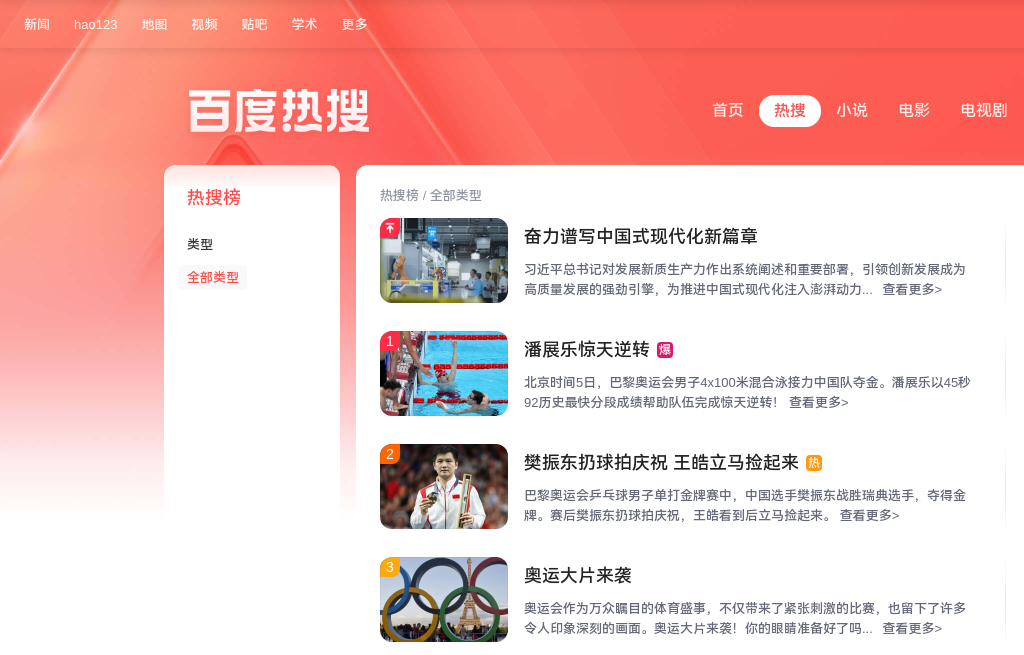 新闻 hao123 地图 视频 贴吧 学术 更多
百度热搜
首页 热搜 小说 电影 电视剧
热搜榜
类型
全部类型
热搜榜 / 全部类型
奋力谱写中国式现代化新篇章
习近平总书记对发展新质生产力作出系统阐述和重要部署，引领创新发展成为
高质量发展的强劲引擎，为推进中国式现代化注入澎湃动力... 查看更多>
1
潘展乐惊天逆转 爆
北京时间5日，巴黎奥运会男子4x100米混合泳接力中国队夺金。潘展乐以45秒
92历史最快分段成绩帮助队伍完成惊天逆转！ 查看更多>
2
樊振东扔球拍庆祝 王皓立马捡起来 热
巴黎奥运会乒乓球男子单打金牌赛中，中国选手樊振东战胜瑞典选手，夺得金
牌。赛后樊振东扔球拍庆祝，王皓看到后立马捡起来。 查看更多>
3
奥运大片来袭
奥运会作为万众瞩目的体育盛事，不仅带来了紧张刺激的比赛，也留下了许多
令人印象深刻的画面。奥运大片来袭！你的眼睛准备好了吗... 查看更多>